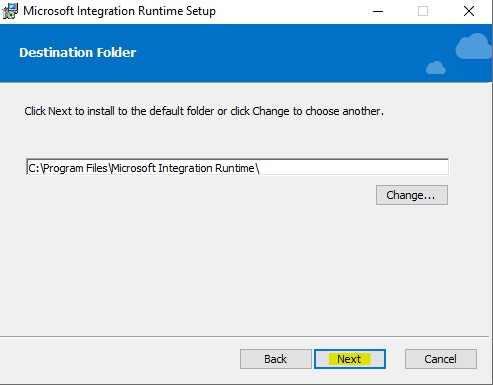 Microsoft Integration Runtime Setup
Destination Folder
Click Next to install to the default folder or click Change to choose another.
C:\Program Files\Microsoft Integration Runtime\
Change...
Back Next Cancel